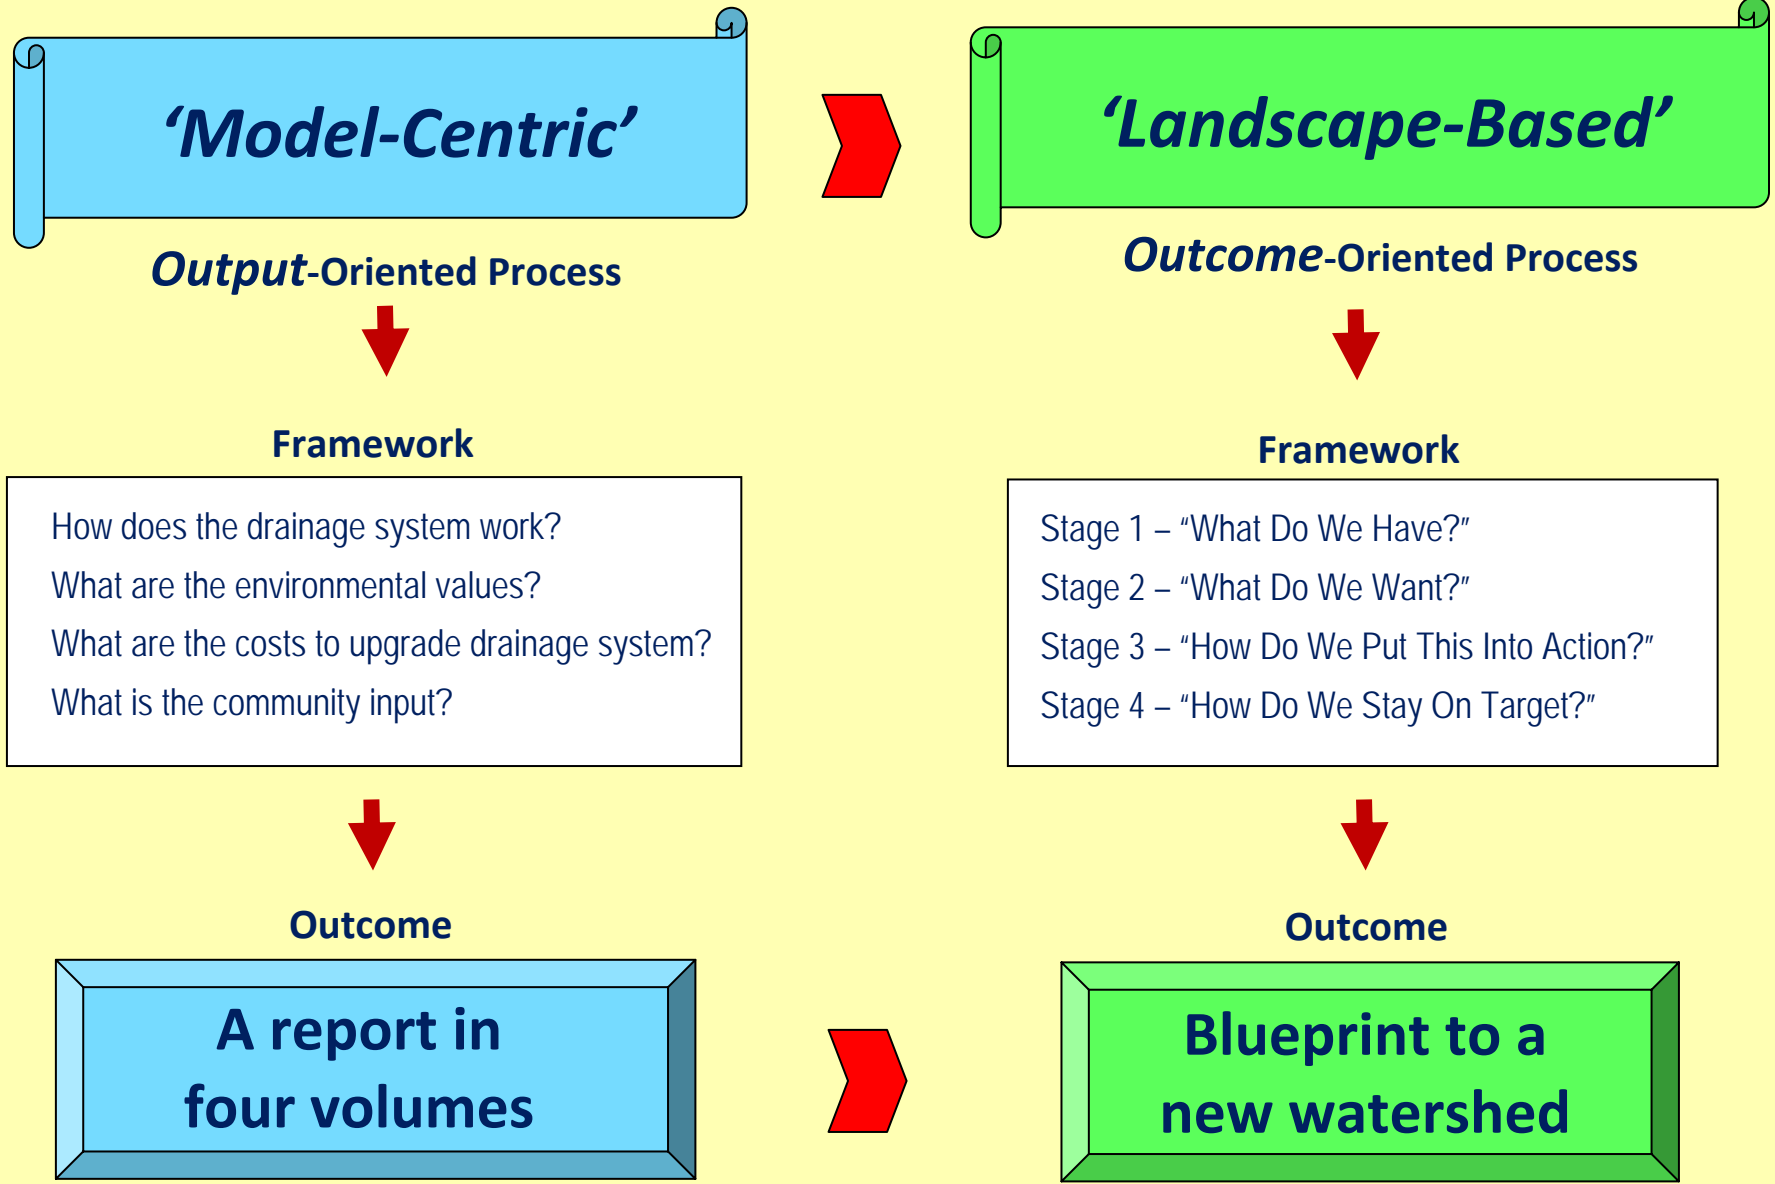 ‘Model-Centric’
Output-Oriented Process
Framework
How does the drainage system work?
What are the environmental values?
What are the costs to upgrade drainage system?
What is the community input?
Outcome
A report in
four volumes
‘Landscape-Based’
Outcome-Oriented Process
Framework
Stage 1 – “What Do We Have?”
Stage 2 – “What Do We Want?”
Stage 3 – “How Do We Put This Into Action?”
Stage 4 – “How Do We Stay On Target?”
Outcome
Blueprint to a
new watershed